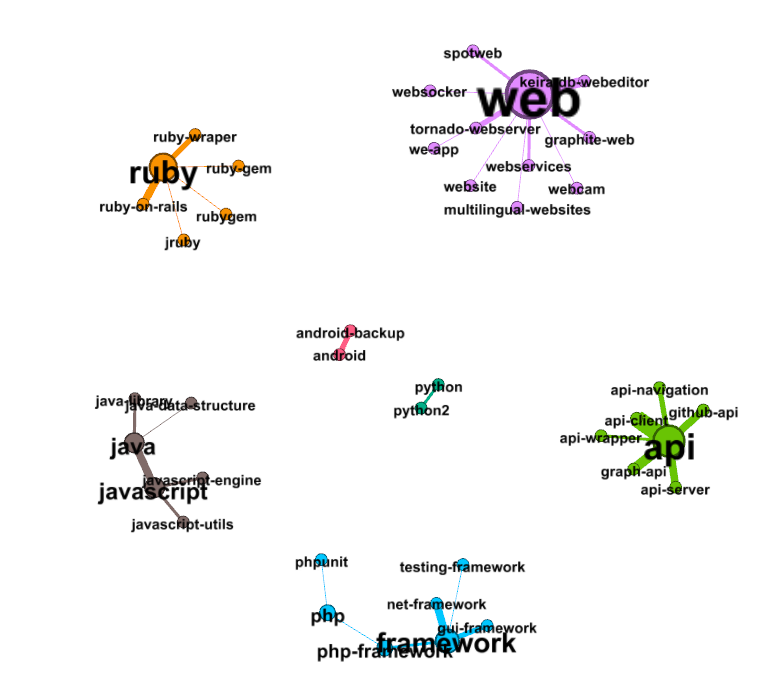 spotweb
keira-db-webeditor
websocker
web
tornado-webserver
graphite-web
we-app
webservices
website
webcam
multilingual-websites
ruby-wraper
ruby-gem
ruby
ruby-on-rails
rubygem
jruby
android-backup
android
python
python2
java-library
java-data-structure
java
javascript-engine
javascript
javascript-utils
api-navigation
github-api
api-client
api-wrapper
api
graph-api
api-server
phpunit
testing-framework
net-framework
php
gui-framework
framework
php-framework